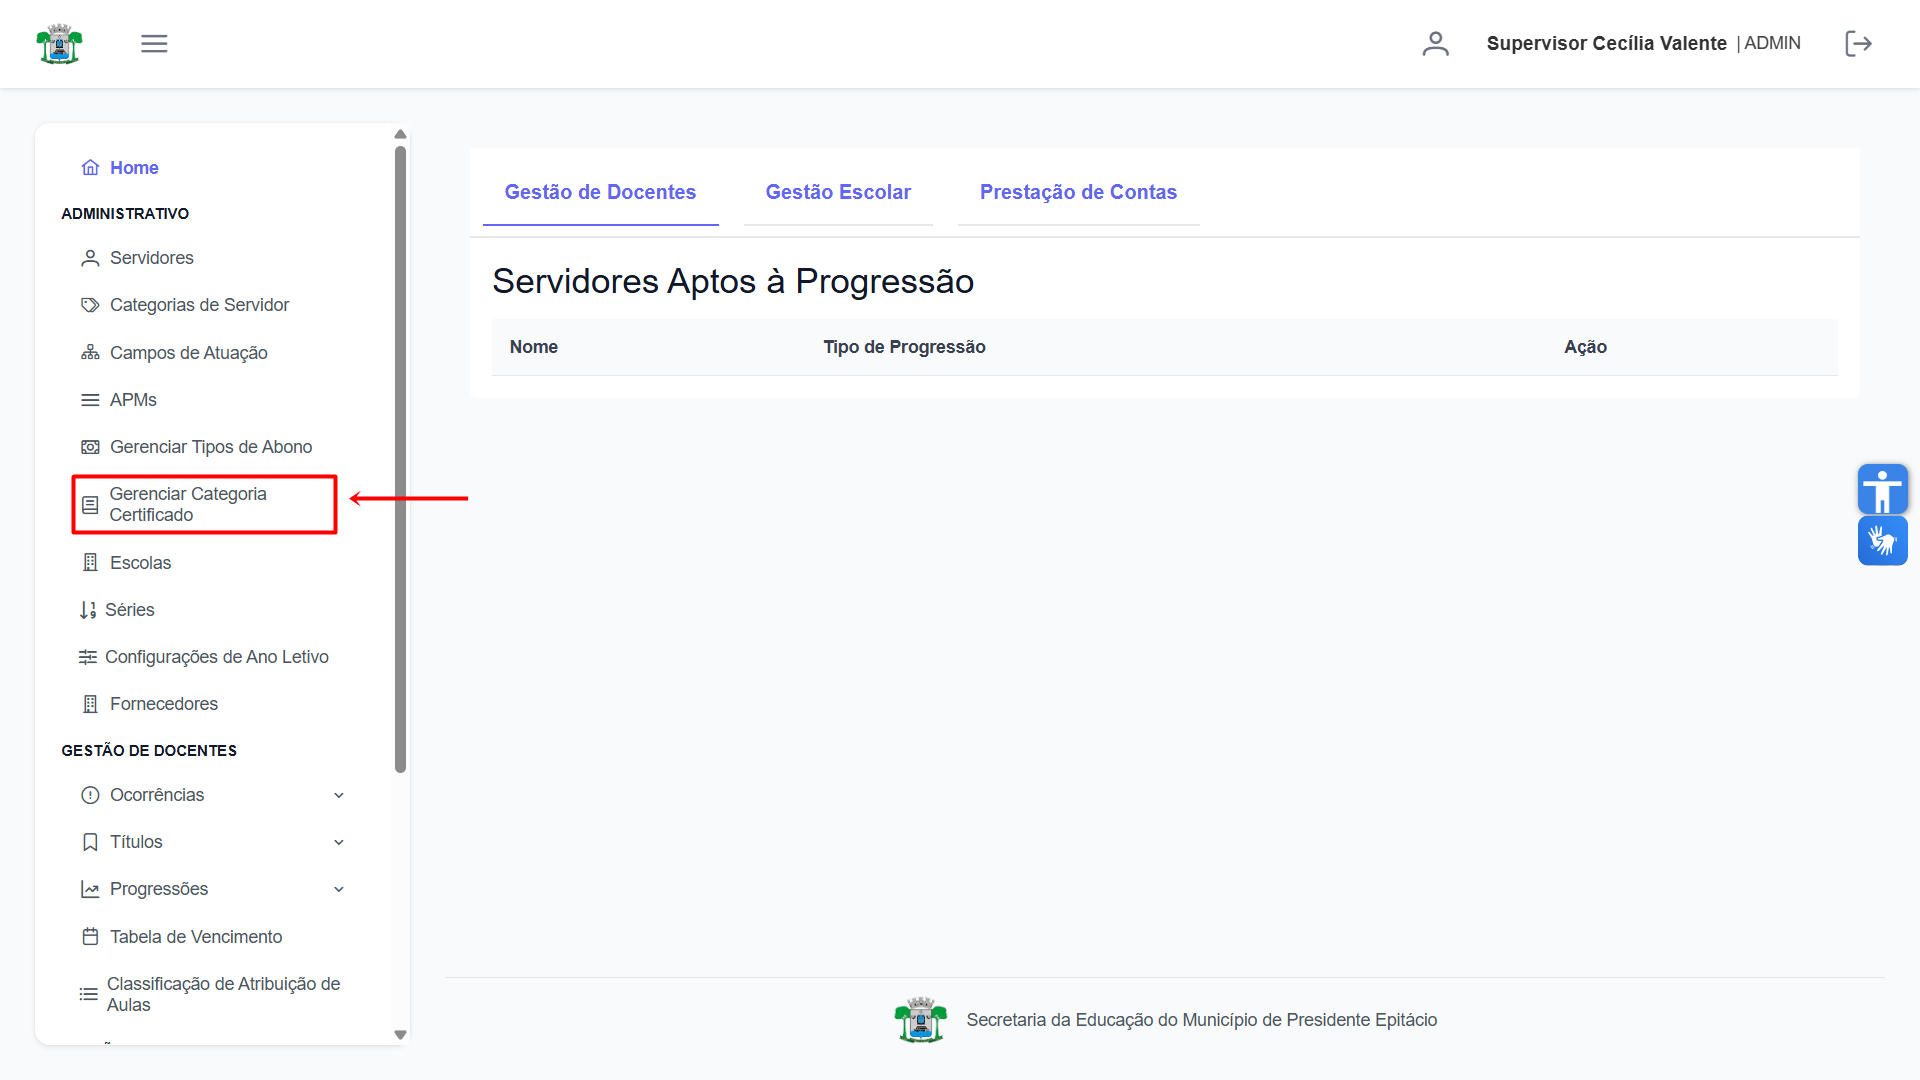 Supervisor Cecília Valente | ADMIN
Home
ADMINISTRATIVO
Servidores
Categorias de Servidor
Campos de Atuação
APMs
Gerenciar Tipos de Abono
Gerenciar Categoria
Certificado
Escolas
Séries
Configurações de Ano Letivo
Fornecedores
GESTÃO DE DOCENTES
Ocorrências
Títulos
Progressões
Tabela de Vencimento
Classificação de Atribuição de
Aulas
Gestão de Docentes
Gestão Escolar
Prestação de Contas
Servidores Aptos à Progressão
Nome
Tipo de Progressão
Ação
Secretaria da Educação do Município de Presidente Epitácio